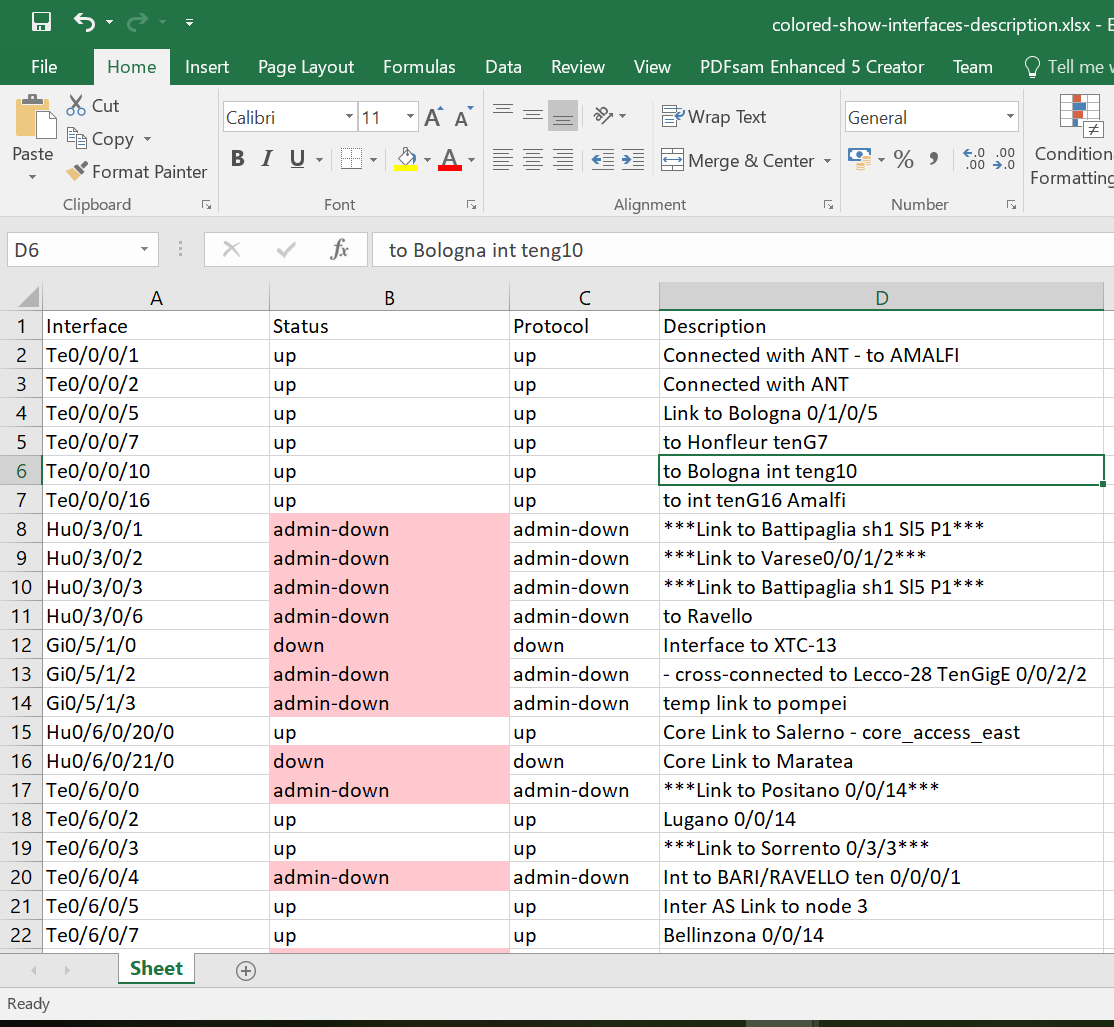 colored-show-interfaces-description.xlsx - E
File Home Insert Page Layout Formulas Data Review View PDFsam Enhanced 5 Creator Team Tell me w
Paste
Cut
Copy
Format Painter
Clipboard
Calibri 11
B I U
Font
Wrap Text
Merge & Center
Alignment
General
% , .0 .00 .00 .0
Number
Condition
Formatting
D6 fx to Bologna int teng10
A B C D
1 Interface Status Protocol Description
2 Te0/0/0/1 up up Connected with ANT - to AMALFI
3 Te0/0/0/2 up up Connected with ANT
4 Te0/0/0/5 up up Link to Bologna 0/1/0/5
5 Te0/0/0/7 up up to Honfleur tenG7
6 Te0/0/0/10 up up to Bologna int teng10
7 Te0/0/0/16 up up to int tenG16 Amalfi
8 Hu0/3/0/1 admin-down admin-down ***Link to Battipaglia sh1 Sl5 P1***
9 Hu0/3/0/2 admin-down admin-down ***Link to Varese0/0/1/2***
10 Hu0/3/0/3 admin-down admin-down ***Link to Battipaglia sh1 Sl5 P1***
11 Hu0/3/0/6 admin-down admin-down to Ravello
12 Gi0/5/1/0 down down Interface to XTC-13
13 Gi0/5/1/2 admin-down admin-down - cross-connected to Lecco-28 TenGigE 0/0/2/2
14 Gi0/5/1/3 admin-down admin-down temp link to pompei
15 Hu0/6/0/20/0 up up Core Link to Salerno - core_access_east
16 Hu0/6/0/21/0 down down Core Link to Maratea
17 Te0/6/0/0 admin-down admin-down ***Link to Positano 0/0/14***
18 Te0/6/0/2 up up Lugano 0/0/14
19 Te0/6/0/3 up up ***Link to Sorrento 0/3/3***
20 Te0/6/0/4 admin-down admin-down Int to BARI/RAVELLO ten 0/0/0/1
21 Te0/6/0/5 up up Inter AS Link to node 3
22 Te0/6/0/7 up up Bellinzona 0/0/14
Sheet
Ready